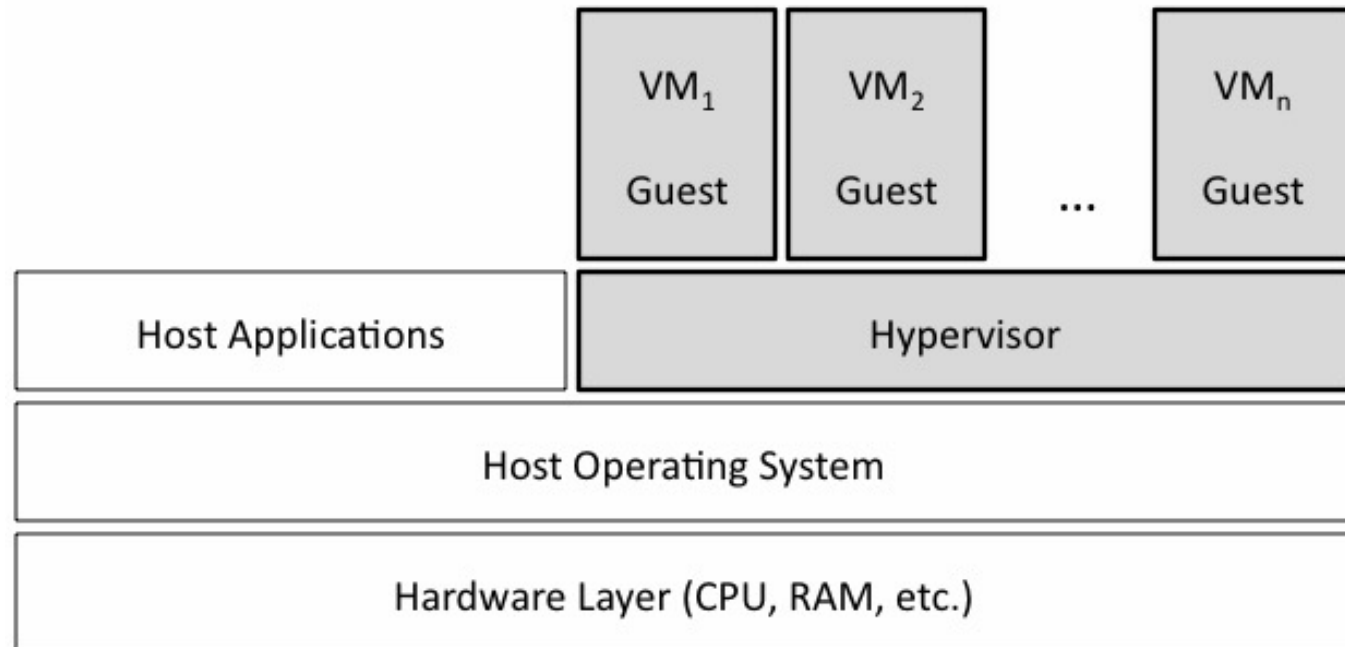 VM₁
Guest
VM₂
Guest
...
VMₙ
Guest
Host Applications
Hypervisor
Host Operating System
Hardware Layer (CPU, RAM, etc.)